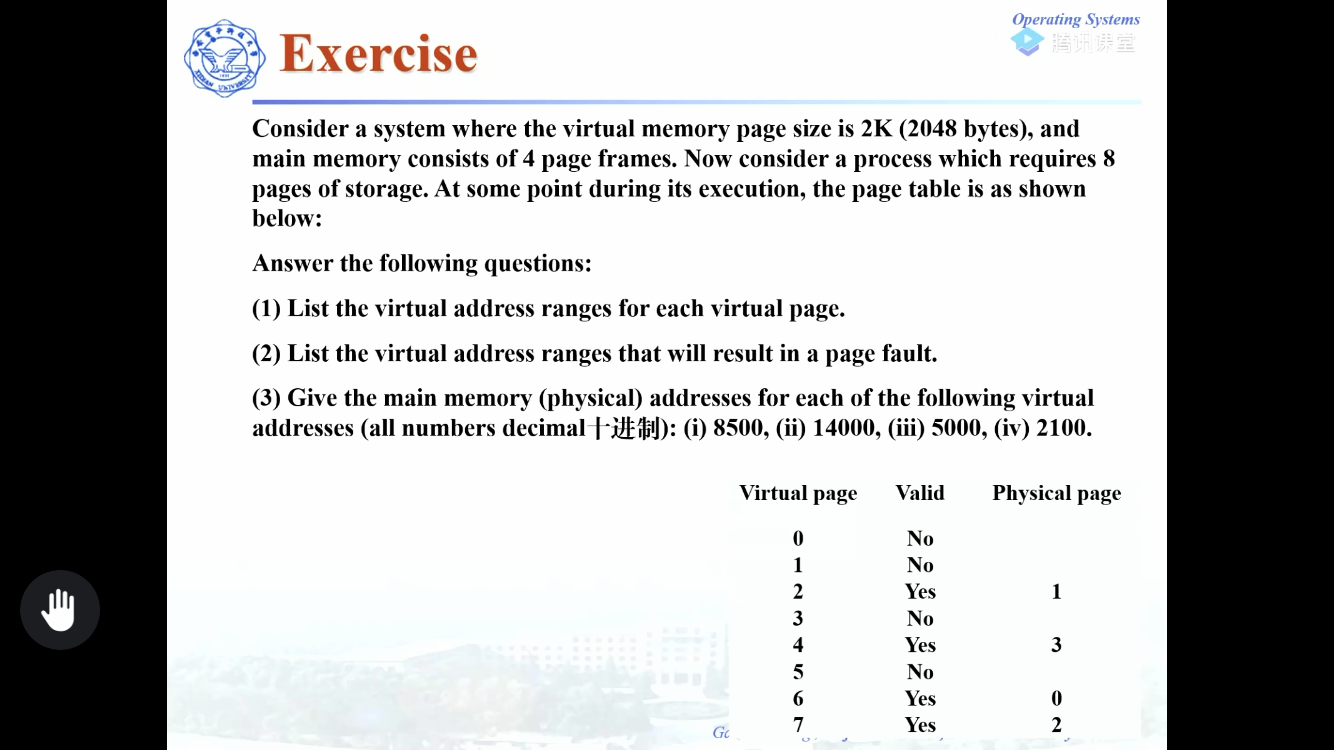 Operating Systems
腾讯课堂
Exercise
Consider a system where the virtual memory page size is 2K (2048 bytes), and
main memory consists of 4 page frames. Now consider a process which requires 8
pages of storage. At some point during its execution, the page table is as shown
below:
Answer the following questions:
(1) List the virtual address ranges for each virtual page.
(2) List the virtual address ranges that will result in a page fault.
(3) Give the main memory (physical) addresses for each of the following virtual
addresses (all numbers decimal十进制): (i) 8500, (ii) 14000, (iii) 5000, (iv) 2100.
Virtual page Valid Physical page
0 No
1 No
2 Yes 1
3 No
4 Yes 3
5 No
6 Yes 0
7 Yes 2